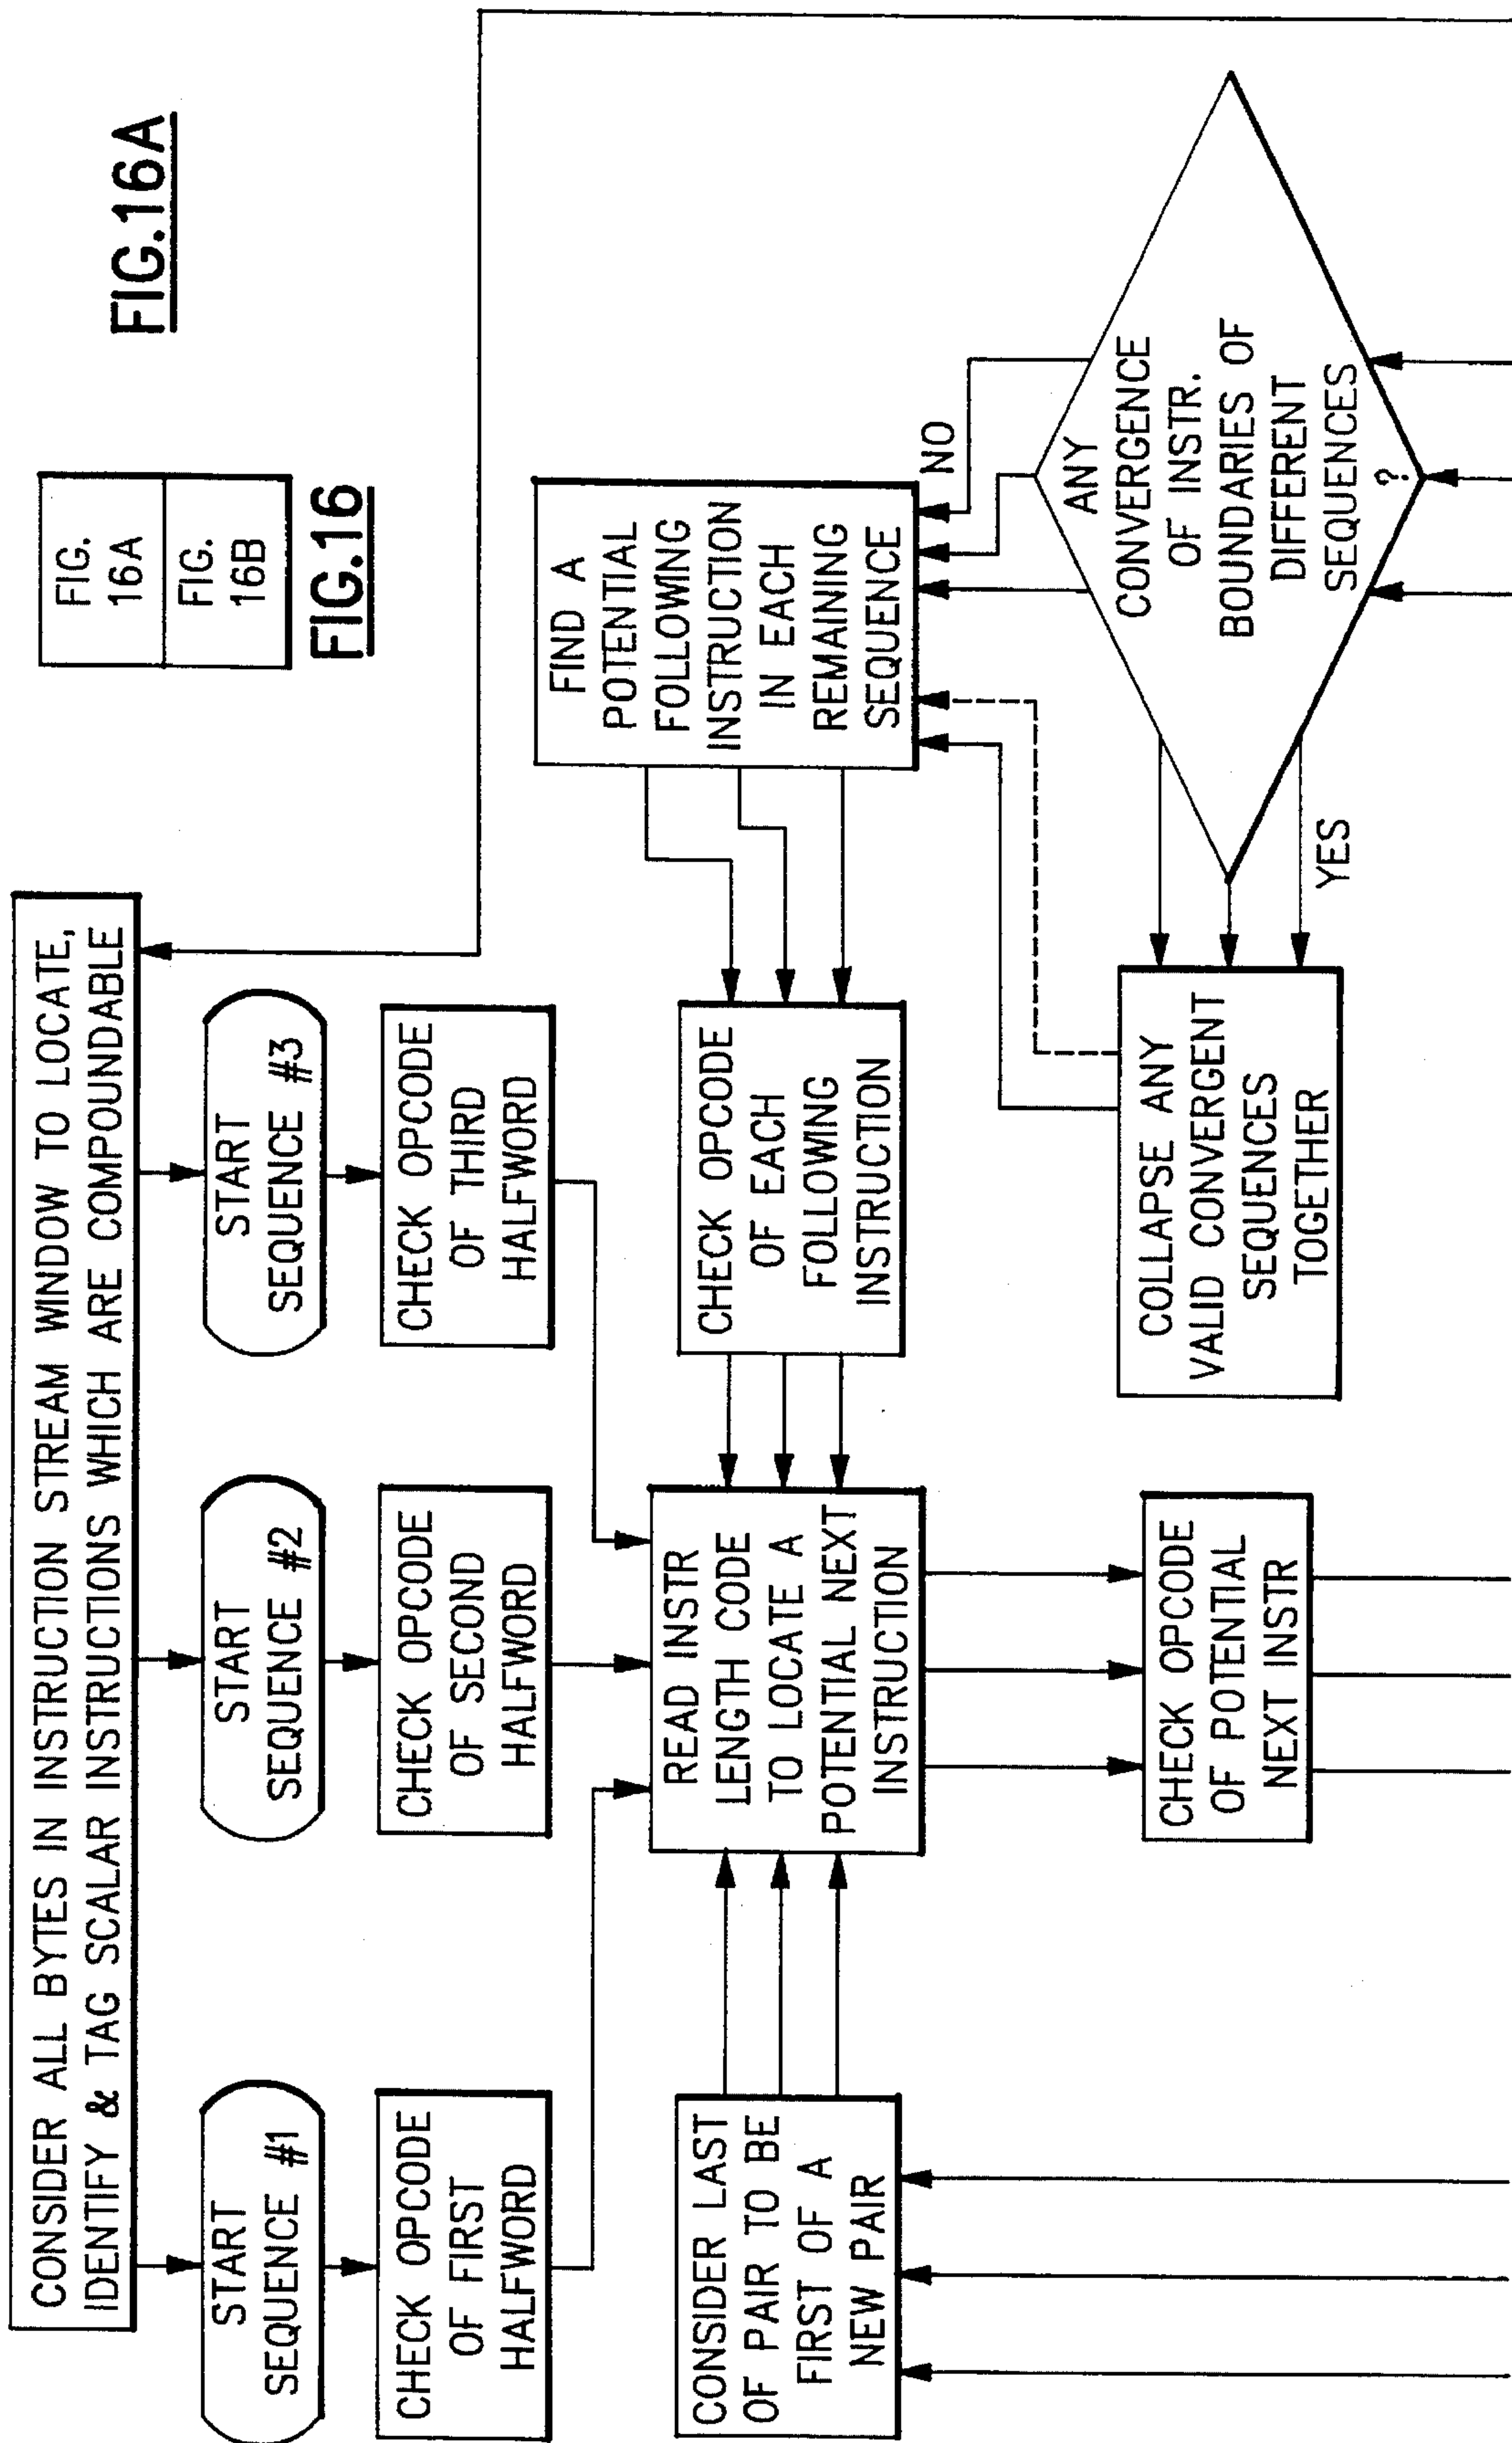 CONSIDER ALL BYTES IN INSTRUCTION STREAM WINDOW TO LOCATE,
IDENTIFY & TAG SCALAR INSTRUCTIONS WHICH ARE COMPOUNDABLE
FIG.
16A
FIG.
16B
FIG.16
FIG.16A
START
SEQUENCE #1
START
SEQUENCE #2
START
SEQUENCE #3
CHECK OPCODE
OF FIRST
HALFWORD
CHECK OPCODE
OF SECOND
HALFWORD
CHECK OPCODE
OF THIRD
HALFWORD
CONSIDER LAST
OF PAIR TO BE
FIRST OF A
NEW PAIR
READ INSTR
LENGTH CODE
TO LOCATE A
POTENTIAL NEXT
INSTRUCTION
CHECK OPCODE
OF EACH
FOLLOWING
INSTRUCTION
FIND A
POTENTIAL
FOLLOWING
INSTRUCTION
IN EACH
REMAINING
SEQUENCE
NO
CHECK OPCODE
OF POTENTIAL
NEXT INSTR
COLLAPSE ANY
VALID CONVERGENT
SEQUENCES
TOGETHER
YES
ANY
CONVERGENCE
OF INSTR.
BOUNDARIES OF
DIFFERENT
SEQUENCES
?